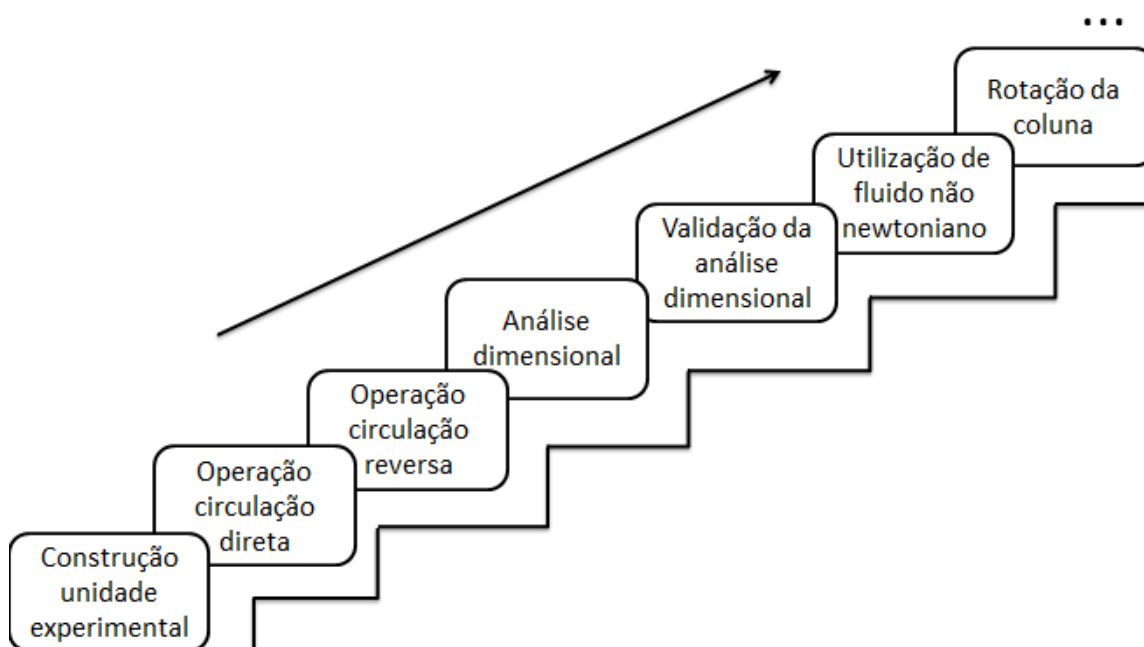 ...
Rotação da
coluna
Utilização de
fluido não
newtoniano
Validação da
análise
dimensional
Análise
dimensional
Operação
circulação
reversa
Operação
circulação
direta
Construção
unidade
experimental